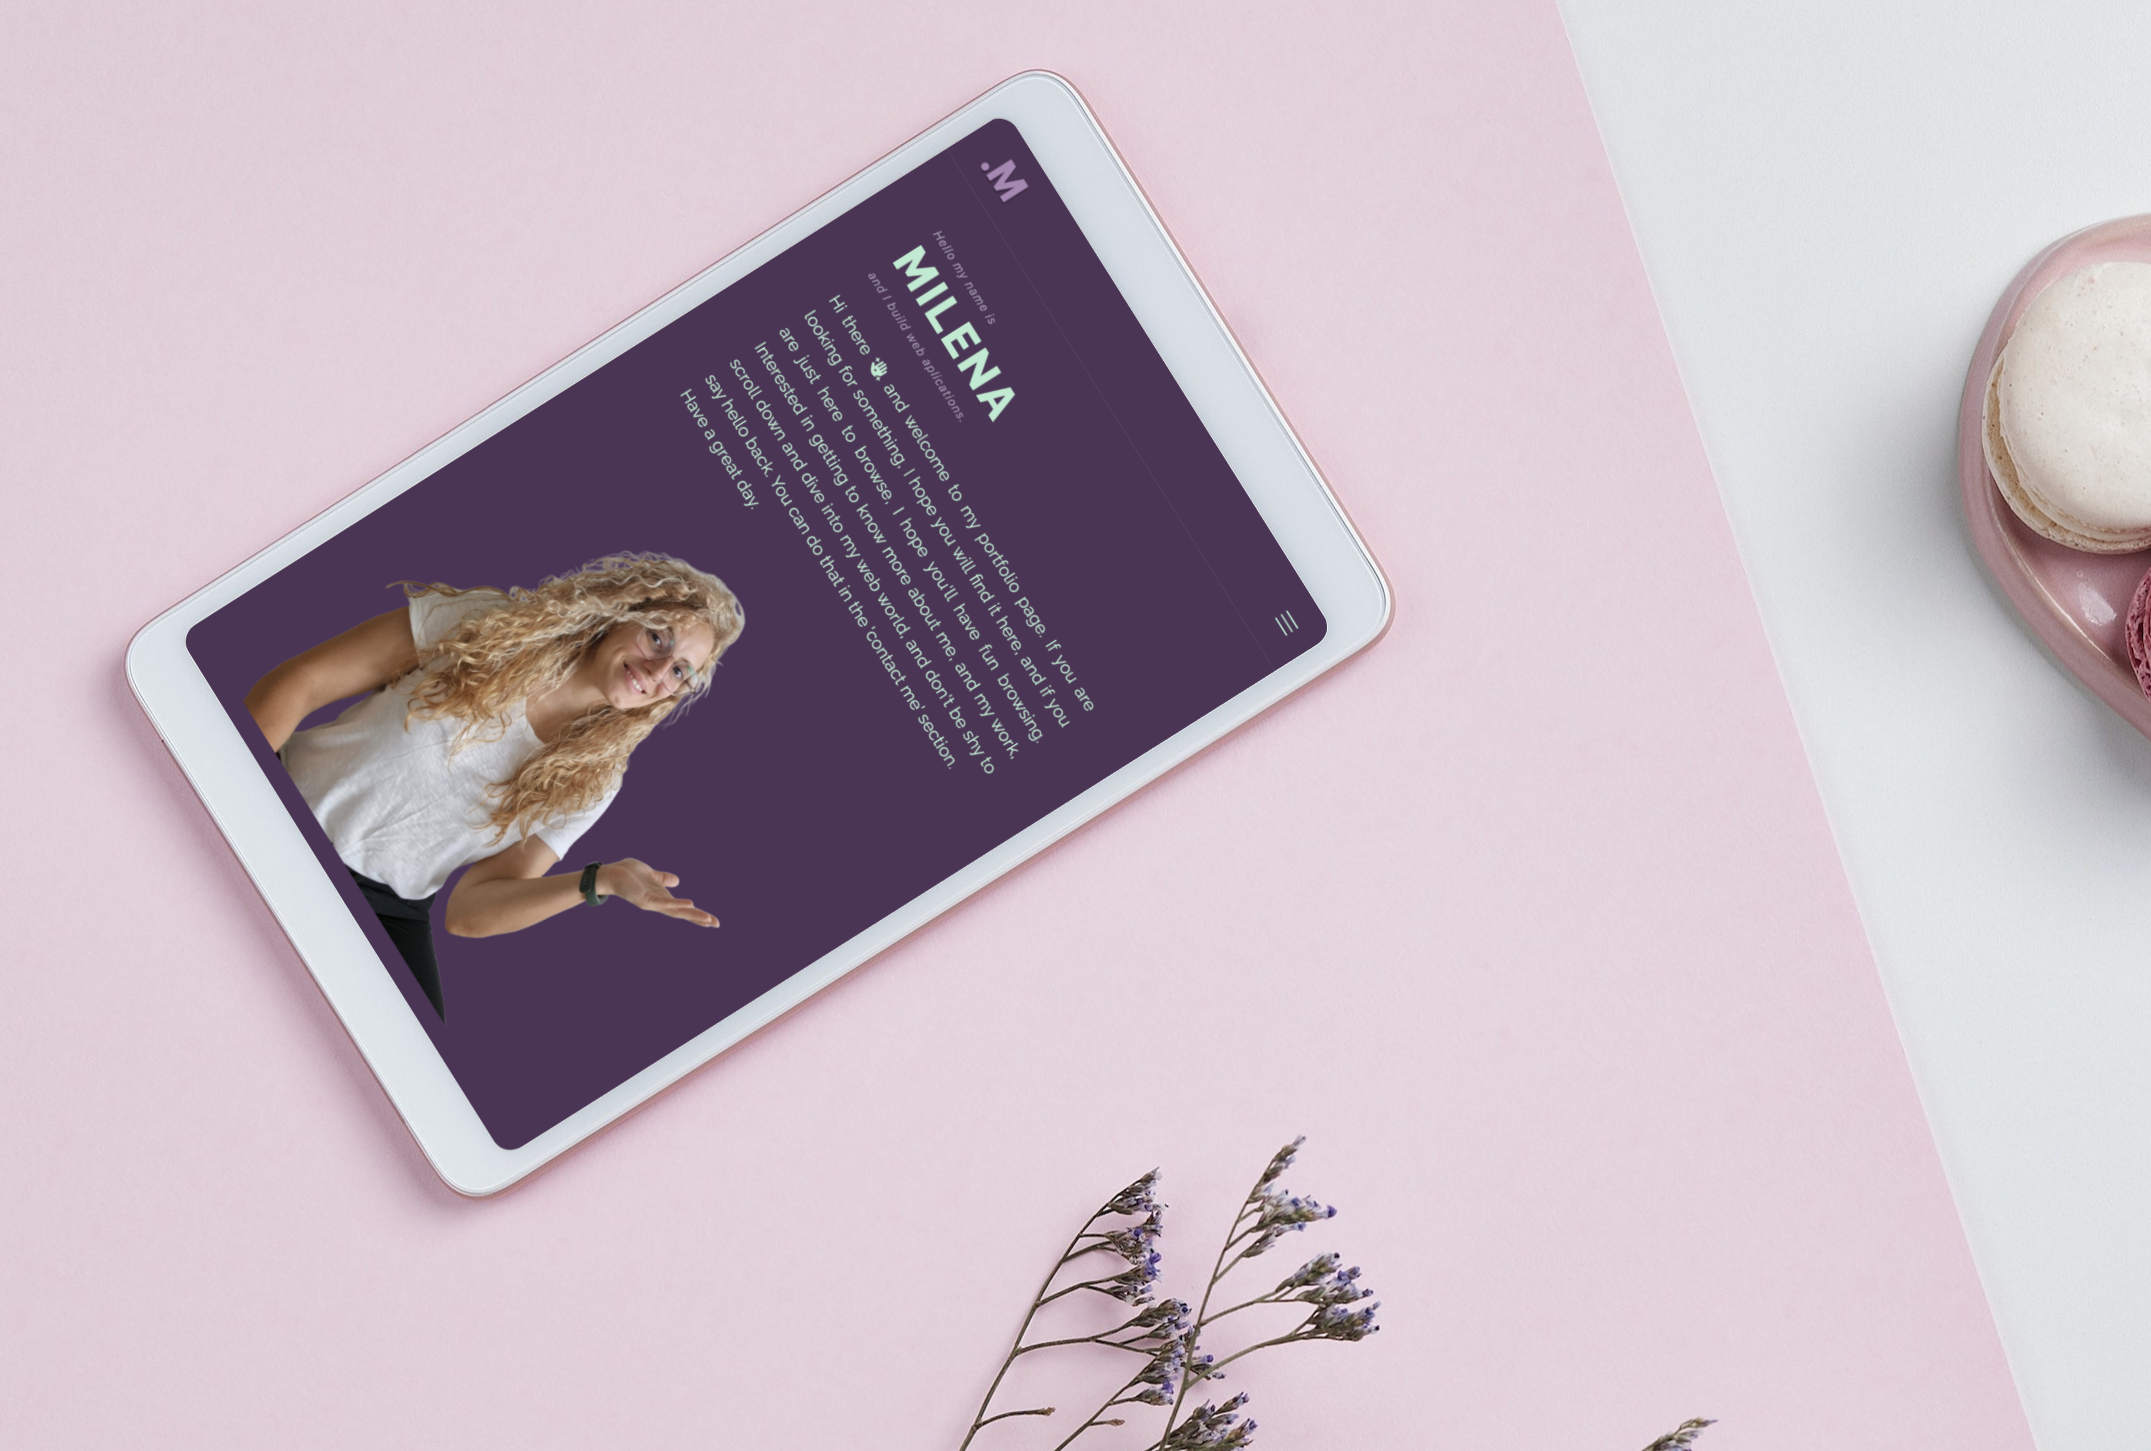 .M
Hello my name is
MILENA
and I build web aplications.
Hi there 👋, and welcome to my portfolio page. If you are
looking for something, I hope you will find it here, and if you
are just here to browse, I hope you'll have fun browsing.
Interested in getting to know more about me, and my work,
scroll down and dive into my web world, and don't be shy to
say hello back. You can do that in the 'contact me' section.
Have a great day.